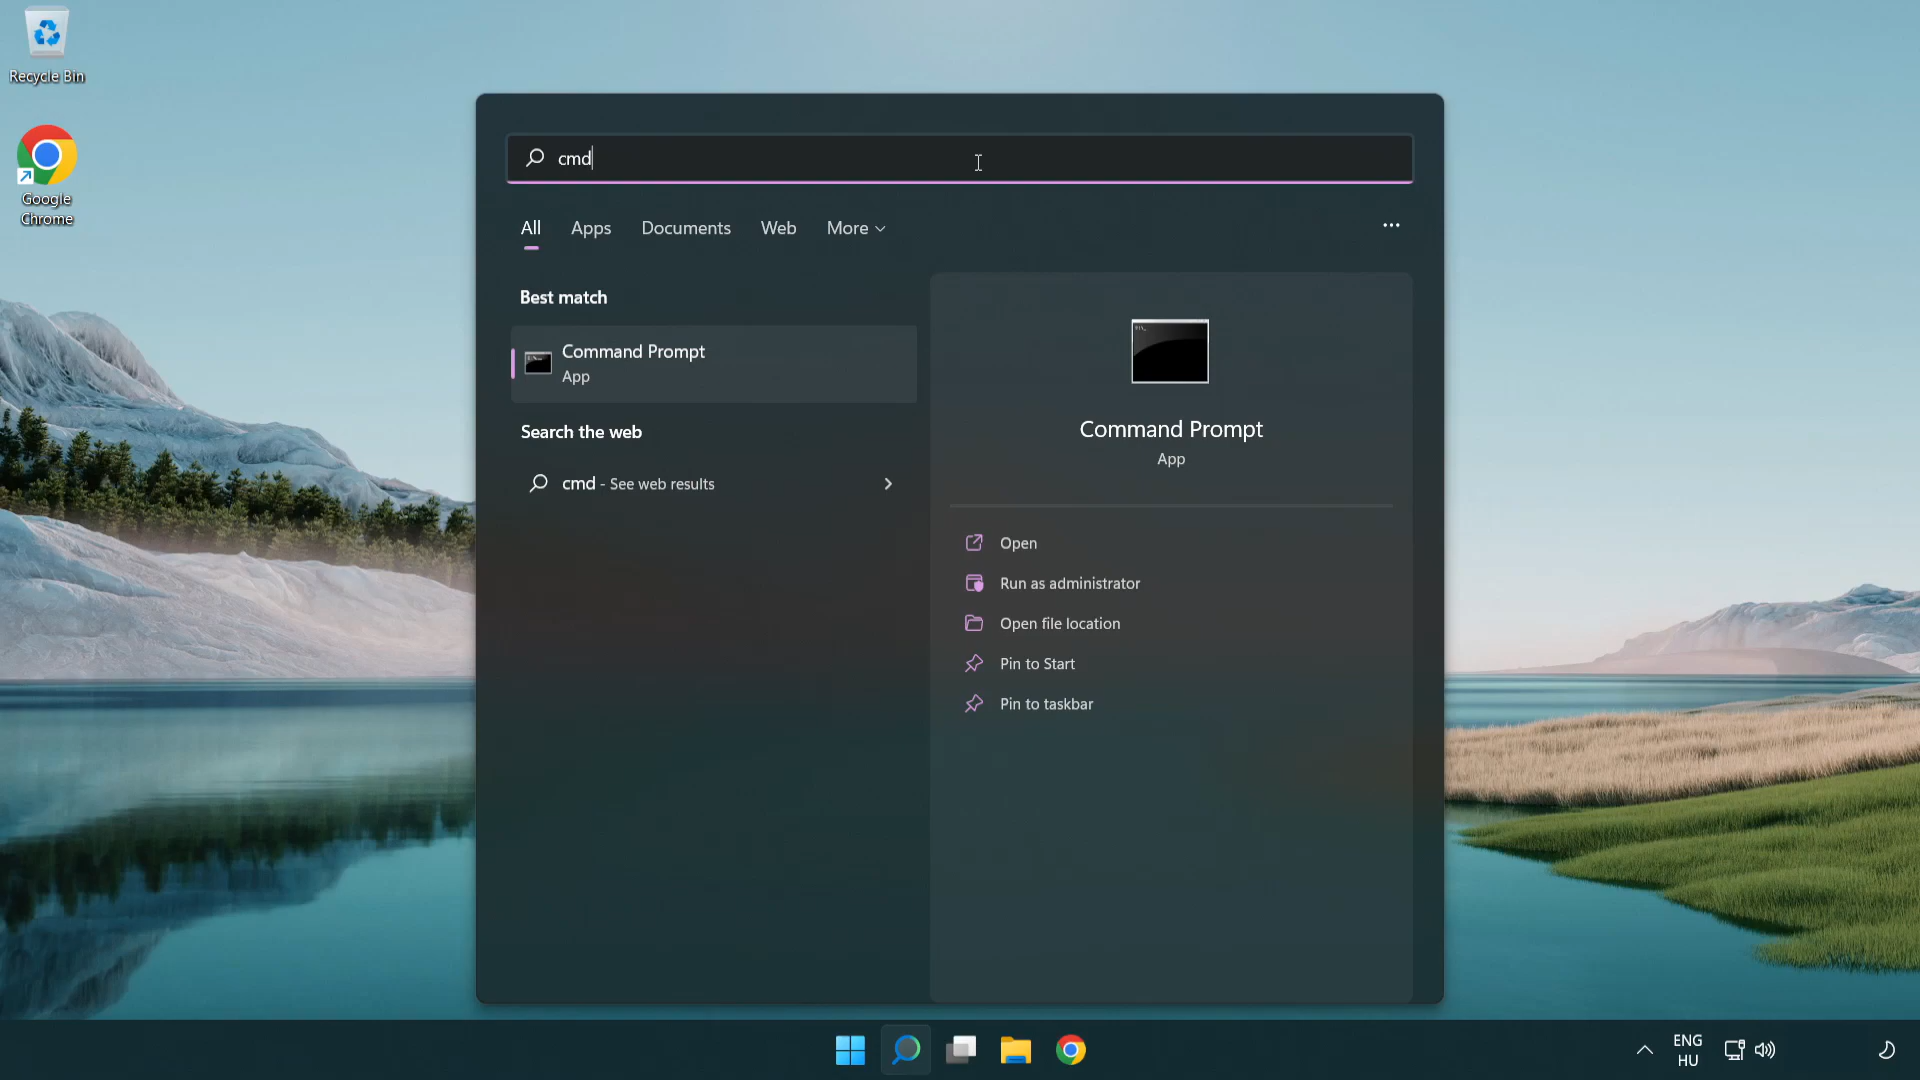 Recycle Bin
Google
Chrome
cmd
All
Apps
Documents
Web
More
Best match
Command Prompt
App
Search the web
cmd - See web results
Command Prompt
App
Open
Run as administrator
Open file location
Pin to Start
Pin to taskbar
ENG
HU